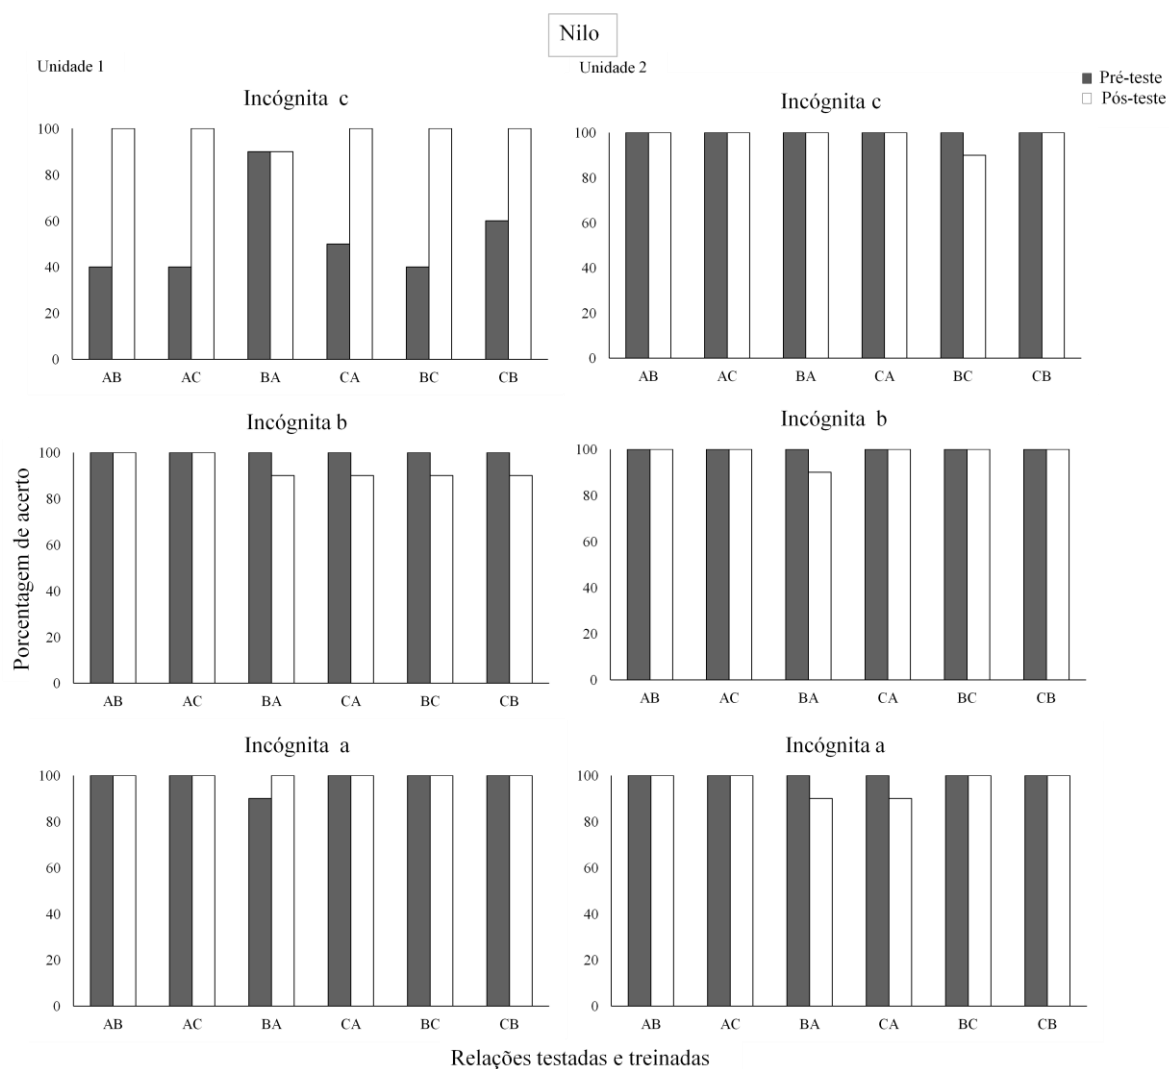 Nilo
Unidade 1
Unidade 2
Pré-teste
Pós-teste
Incógnita c
100
80
60
40
20
0
AB AC BA CA BC CB
Incógnita c
100
80
60
40
20
0
AB AC BA CA BC CB
Porcentagem de acerto
Incógnita b
100
80
60
40
20
0
AB AC BA CA BC CB
Incógnita b
100
80
60
40
20
0
AB AC BA CA BC CB
Incógnita a
100
80
60
40
20
0
AB AC BA CA BC CB
Incógnita a
100
80
60
40
20
0
AB AC BA CA BC CB
Relações testadas e treinadas